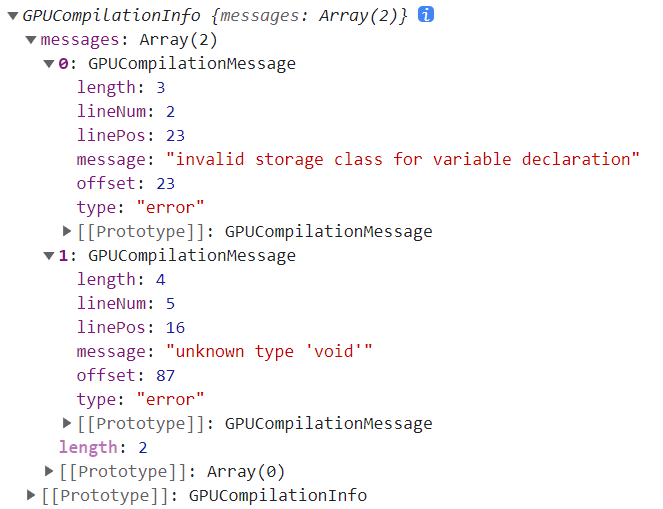 ▼GPUCompilationInfo {messages: Array(2)} i
▼messages: Array(2)
▼0: GPUCompilationMessage
length: 3
lineNum: 2
linePos: 23
message: "invalid storage class for variable declaration"
offset: 23
type: "error"
▶[[Prototype]]: GPUCompilationMessage
▼1: GPUCompilationMessage
length: 4
lineNum: 5
linePos: 16
message: "unknown type 'void'"
offset: 87
type: "error"
▶[[Prototype]]: GPUCompilationMessage
length: 2
▶[[Prototype]]: Array(0)
▶[[Prototype]]: GPUCompilationInfo